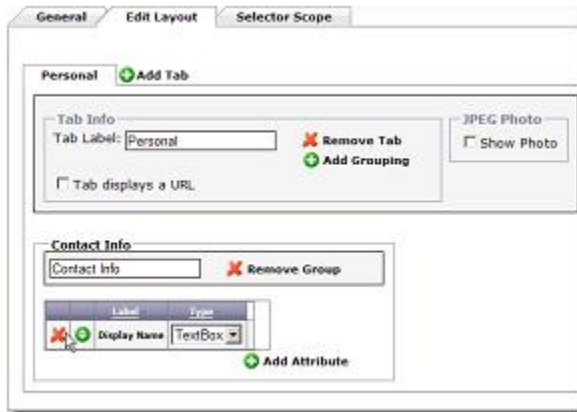 General Edit Layout Selector Scope
Personal Add Tab
Tab Info
Tab Label: Personal
Remove Tab
Add Grouping
Tab displays a URL
JPEG Photo
Show Photo
Contact Info
Contact Info Remove Group
Label Type
Display Name TextBox
Add Attribute